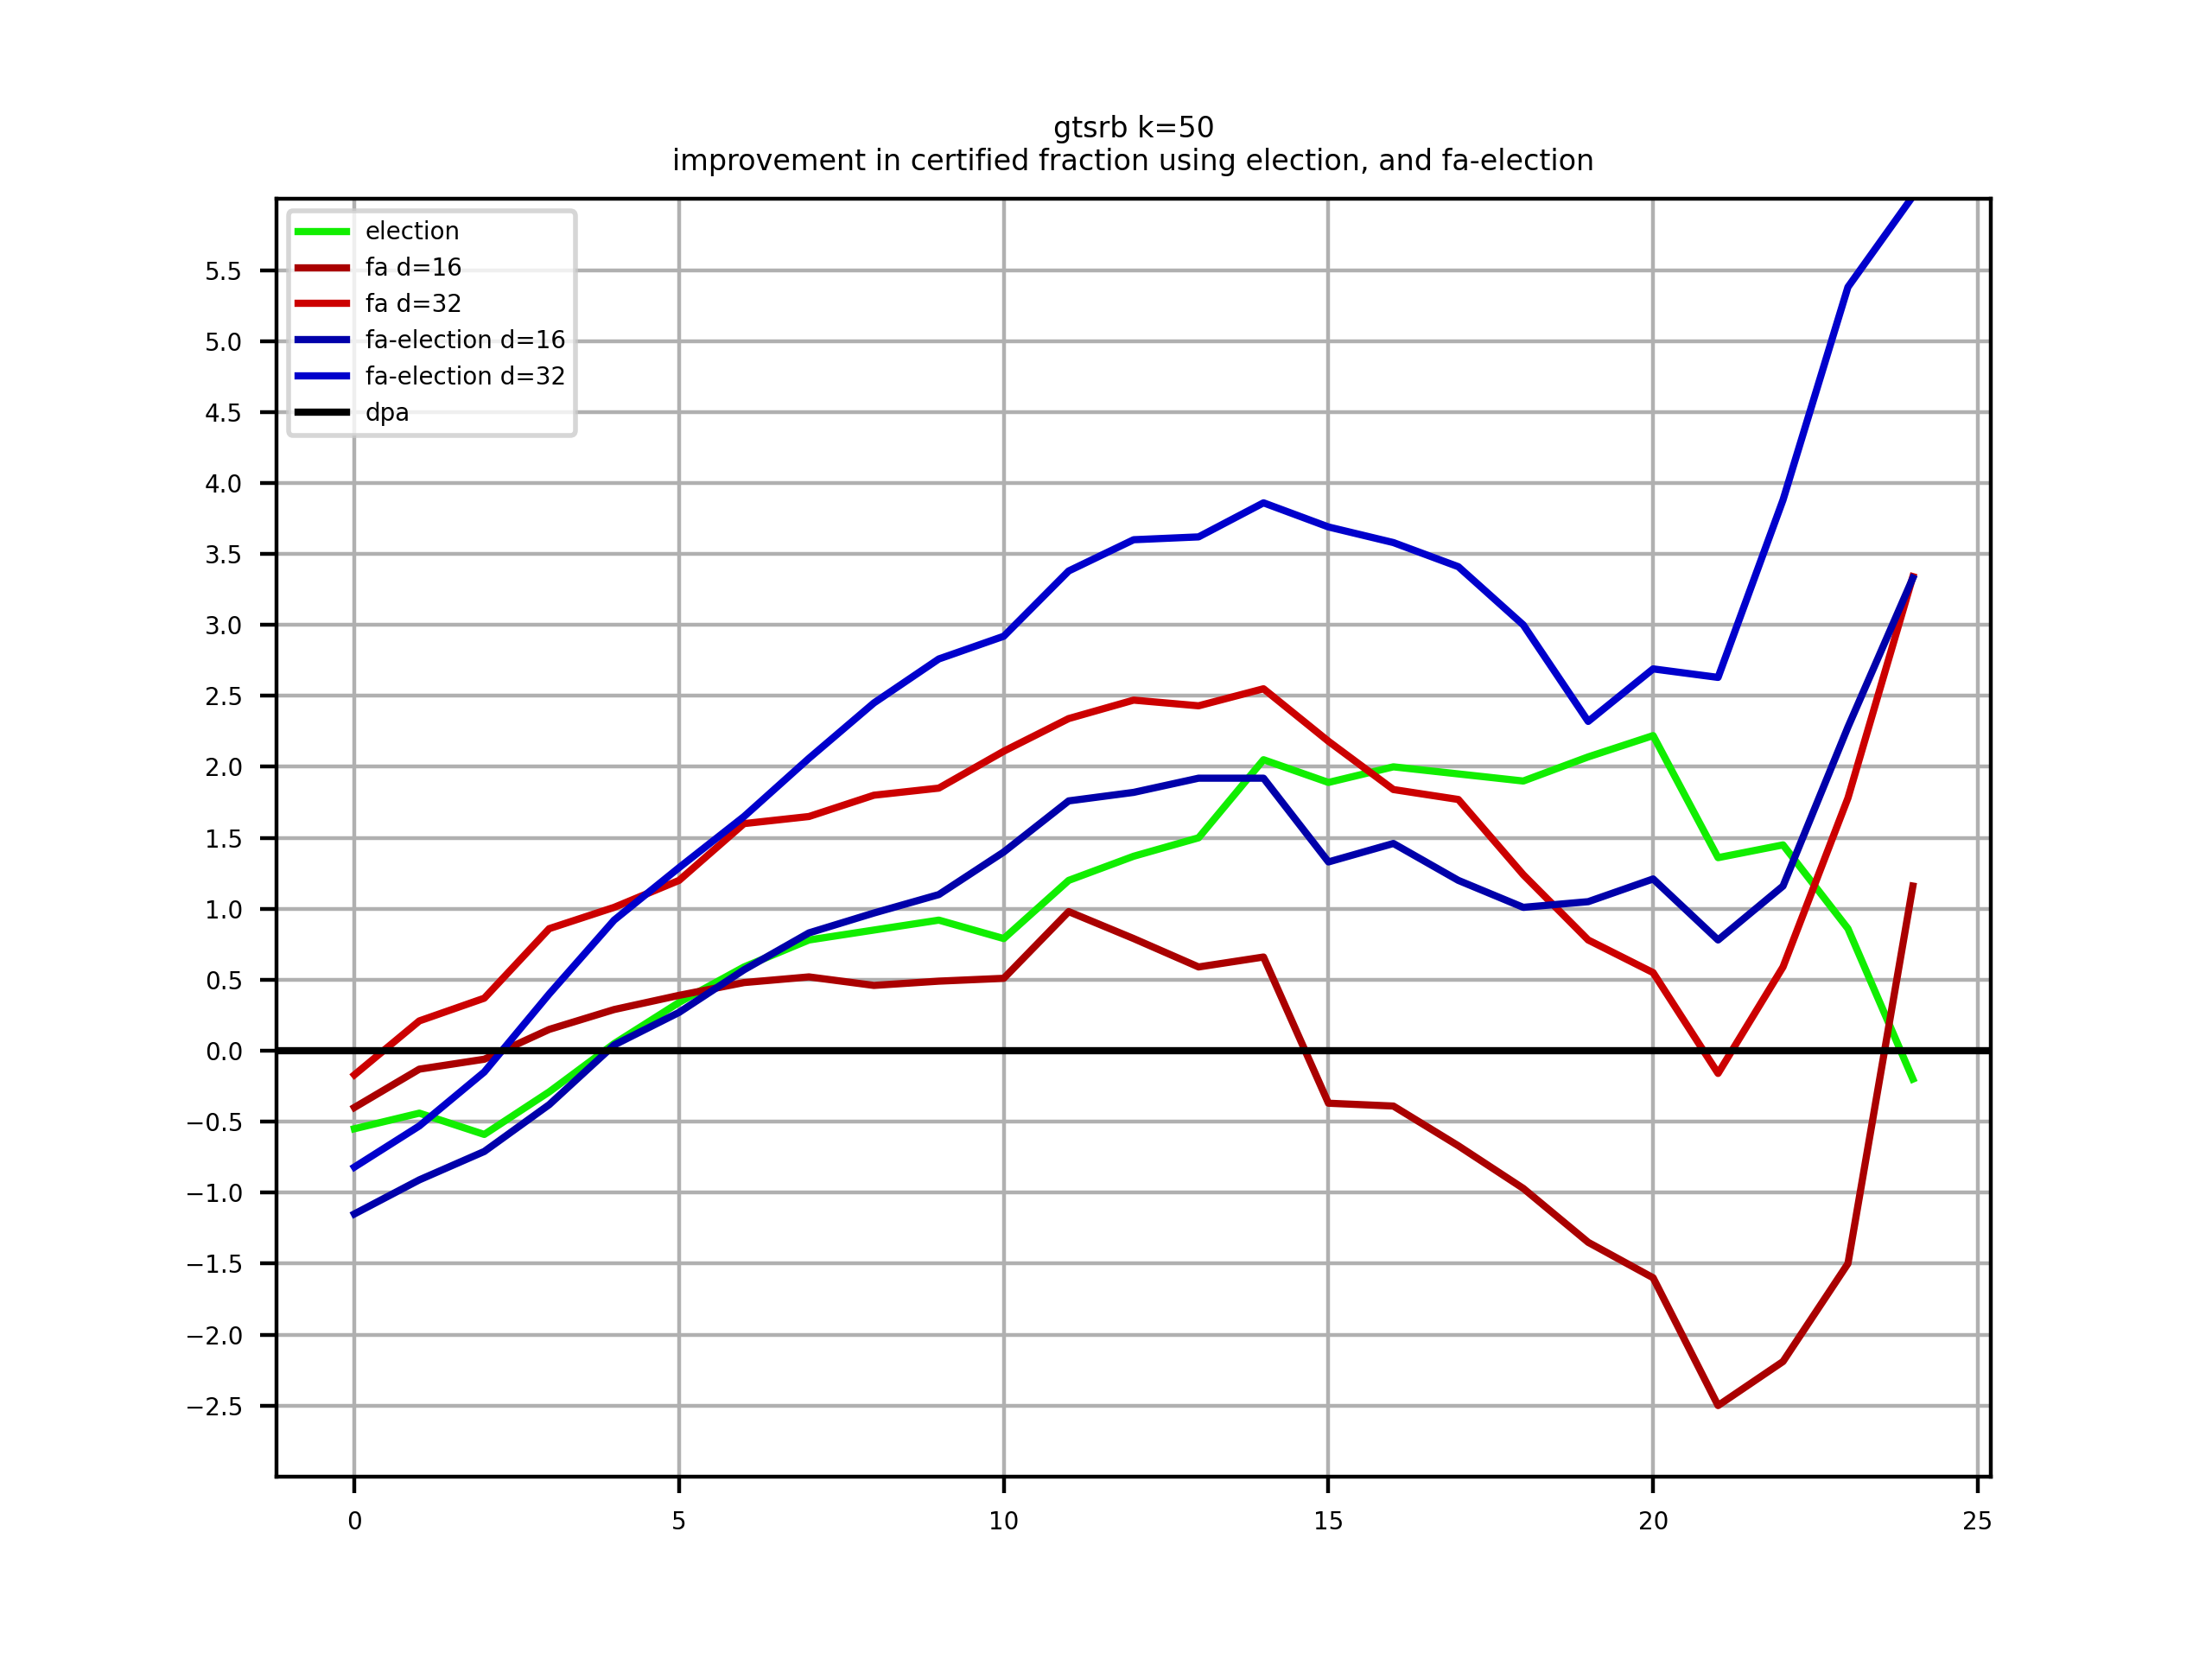 gtsrb k=50
improvement in certified fraction using election, and fa-election
election
fa d=16
fa d=32
fa-election d=16
fa-election d=32
dpa
5.5
5.0
4.5
4.0
3.5
3.0
2.5
2.0
1.5
1.0
0.5
0.0
−0.5
−1.0
−1.5
−2.0
−2.5
0 5 10 15 20 25